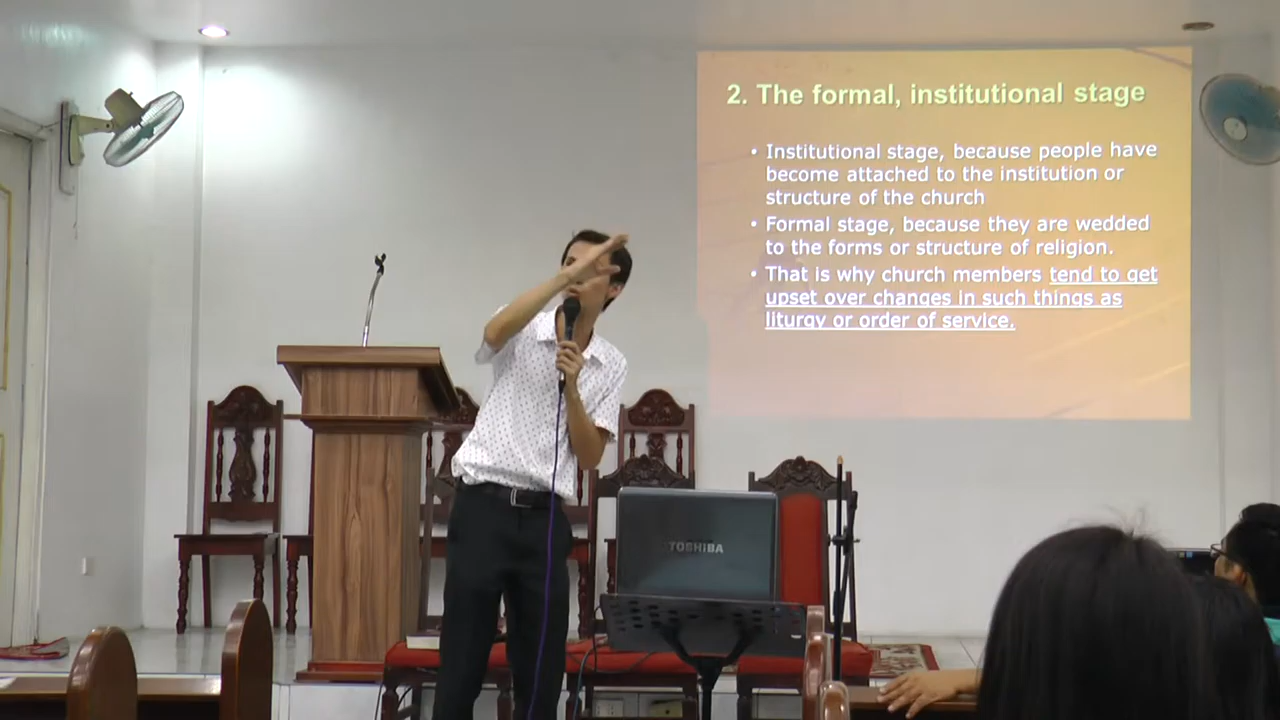 2. The formal, institutional stage
• Institutional stage, because people have
become attached to the institution or
structure of the church
• Formal stage, because they are wedded
to the forms or structure of religion.
• That is why church members tend to get
upset over changes in such things as
liturgy or order of service.
TOSHIBA